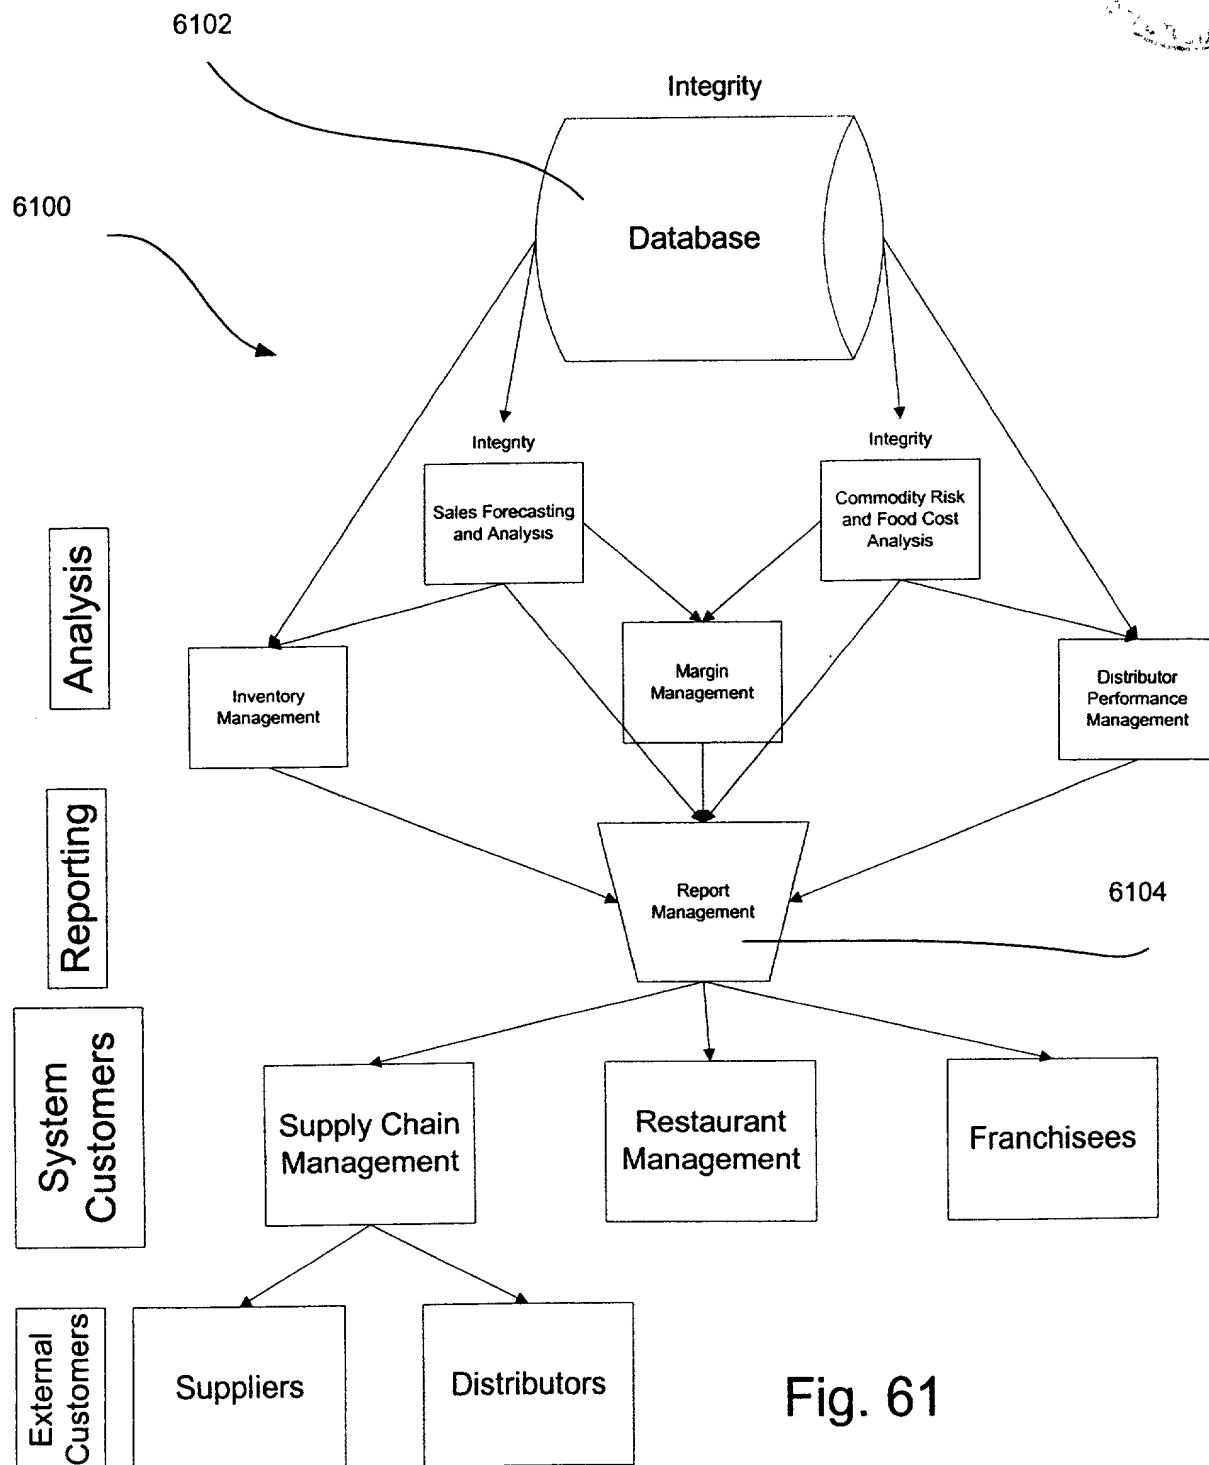 6102
Integrity
6100
Database
Integrity
Integrity
Sales Forecasting
and Analysis
Commodity Risk
and Food Cost
Analysis
Analysis
Inventory
Management
Margin
Management
Distributor
Performance
Management
Reporting
Report
Management
6104
System
Customers
Supply Chain
Management
Restaurant
Management
Franchisees
External
Customers
Suppliers
Distributors
Fig. 61